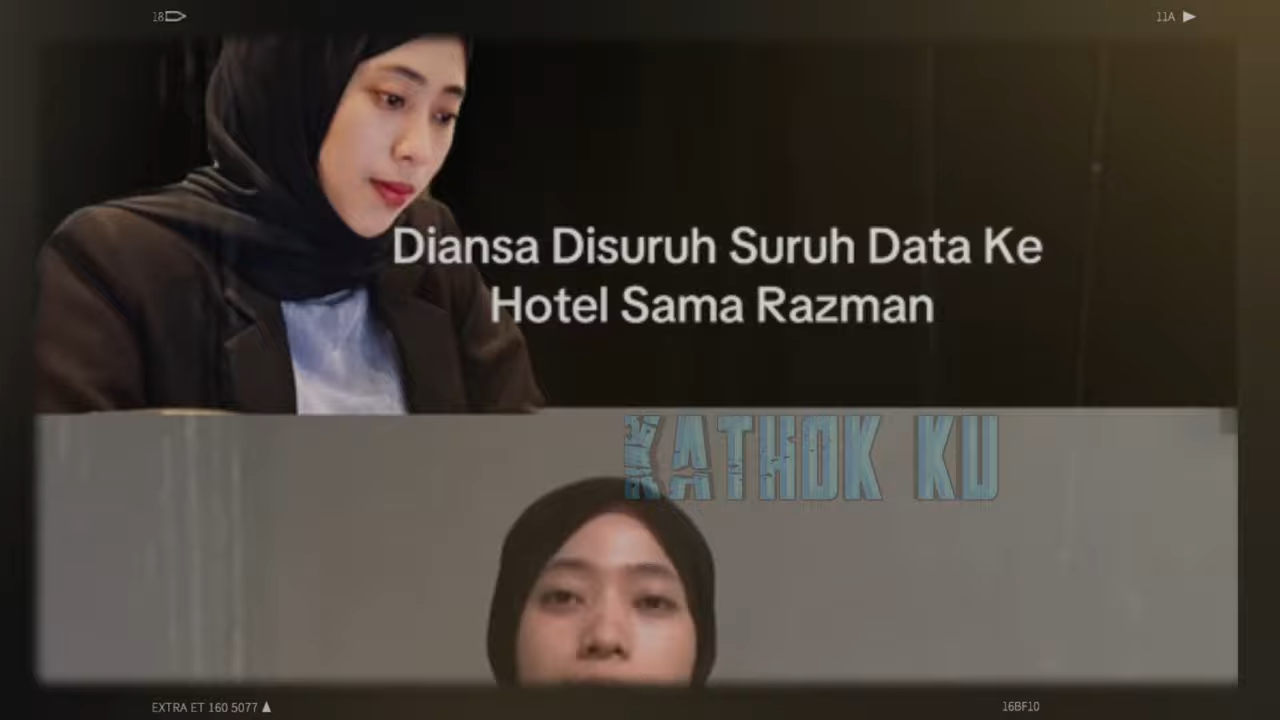 18
11A
Diansa Disuruh Suruh Data Ke
Hotel Sama Razman
KATHOK KU
EXTRA ET 160 5077
16BF10